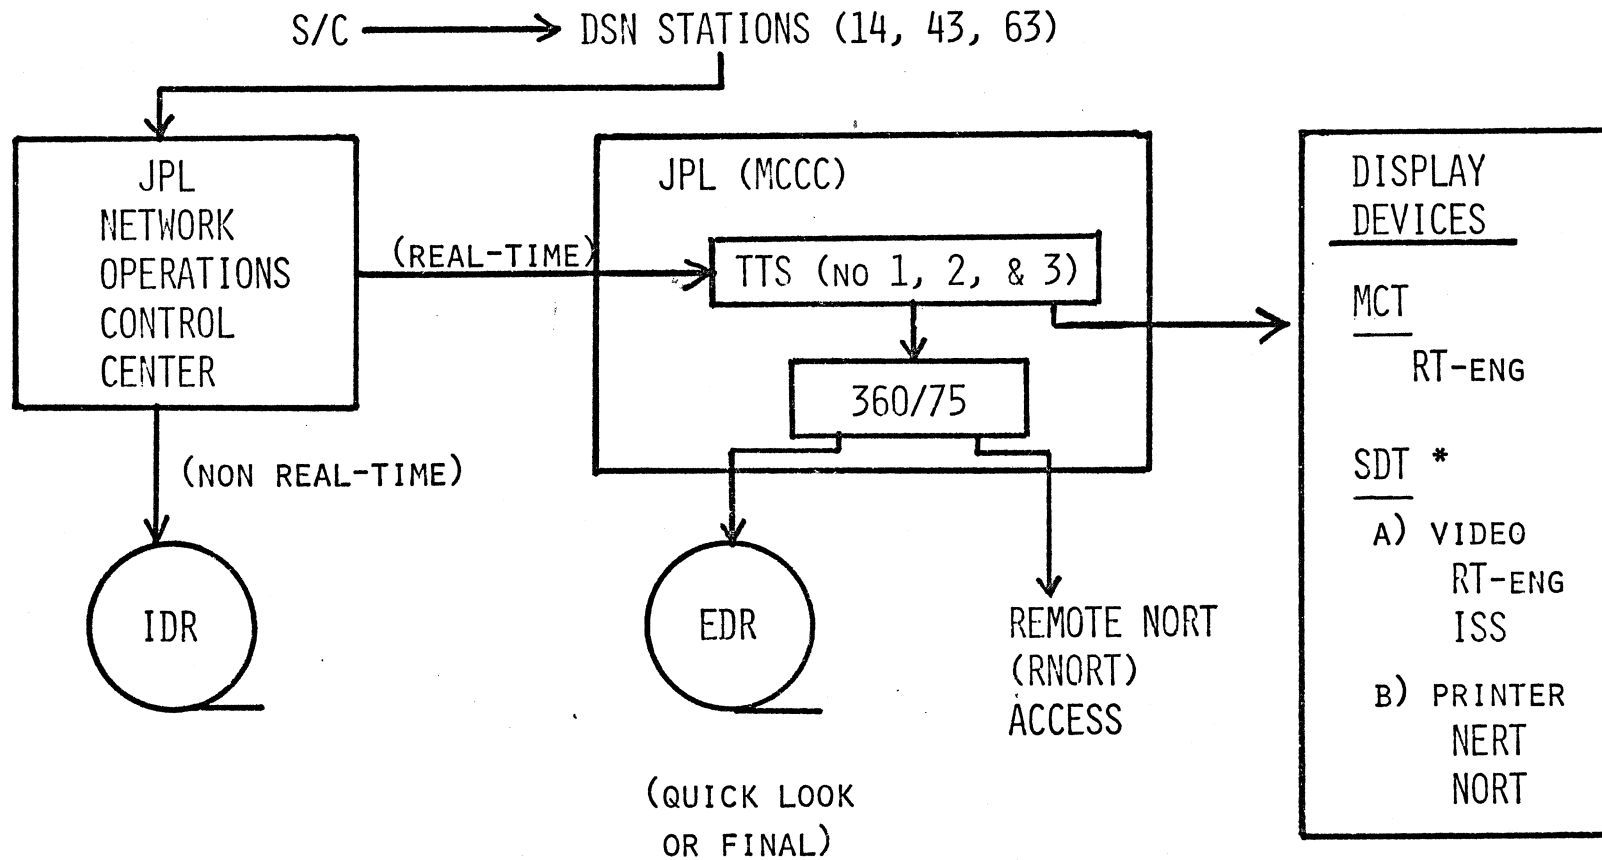 S/C DSN STATIONS (14, 43, 63)
JPL
NETWORK
OPERATIONS
CONTROL
CENTER
(REAL-TIME)
(NON REAL-TIME)
IDR
JPL (MCCC)
TTS (NO 1, 2, & 3)
360/75
EDR
(QUICK LOOK
OR FINAL)
REMOTE NORT
(RNORT)
ACCESS
DISPLAY
DEVICES
MCT
RT-ENG
SDT *
A) VIDEO
RT-ENG
ISS
B) PRINTER
NERT
NORT